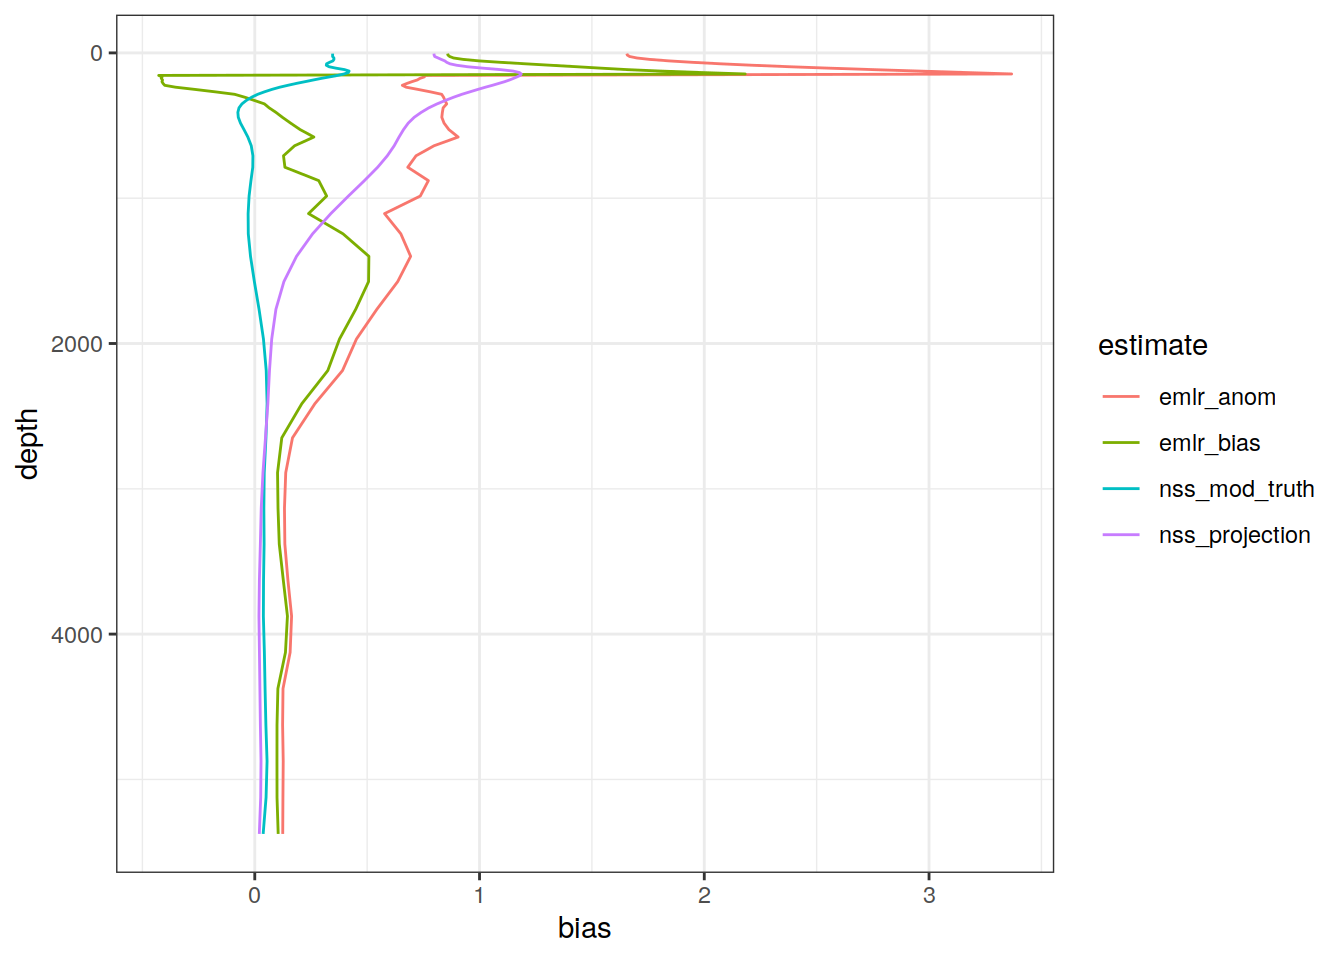 0
2000
4000
depth
0
1
2
3
bias
estimate
emlr_anom
emlr_bias
nss_mod_truth
nss_projection